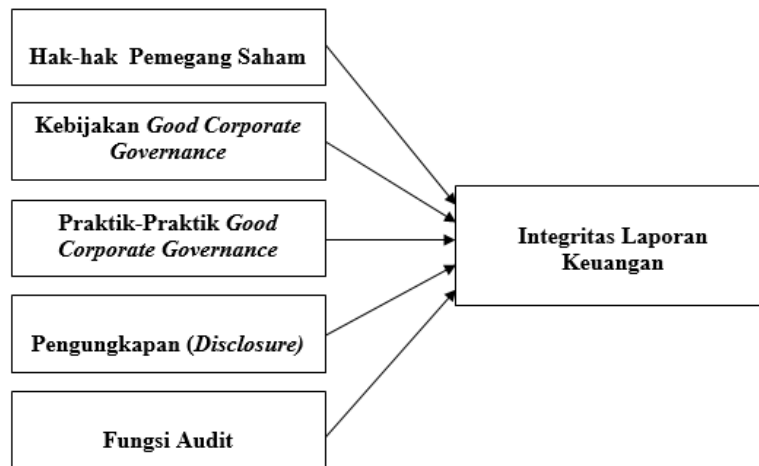 Hak-hak Pemegang Saham
Kebijakan Good Corporate
Governance
Praktik-Praktik Good
Corporate Governance
Pengungkapan (Disclosure)
Fungsi Audit
Integritas Laporan
Keuangan